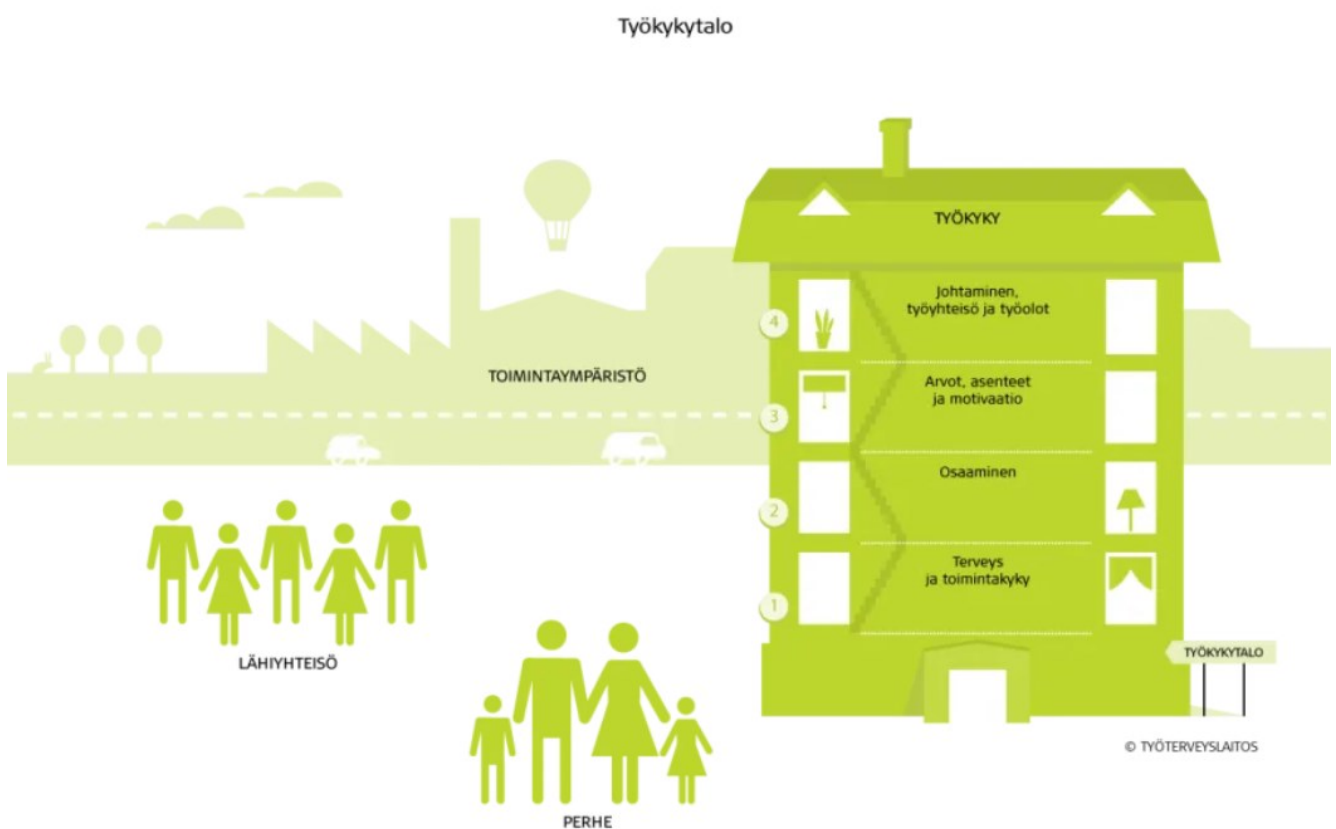 Työkykytalo
TYÖKYKY
4
Johtaminen,
työyhteisö ja työolot
TOIMINTAYMPÄRISTÖ
3
Arvot, asenteet
ja motivaatio
2
Osaaminen
1
Terveys
ja toimintakyky
LÄHIYHTEISÖ
TYÖKYKYTALO
© TYÖTERVEYSLAITOS
PERHE